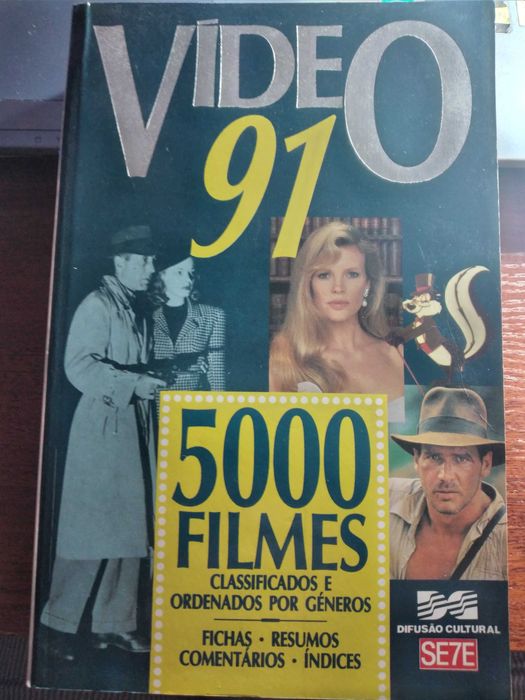 VÍDEO
91
5000
FILMES
CLASSIFICADOS E
ORDENADOS POR GÉNEROS
FICHAS · RESUMOS
COMENTÁRIOS · ÍNDICES
DIFUSÃO CULTURAL
SE7E